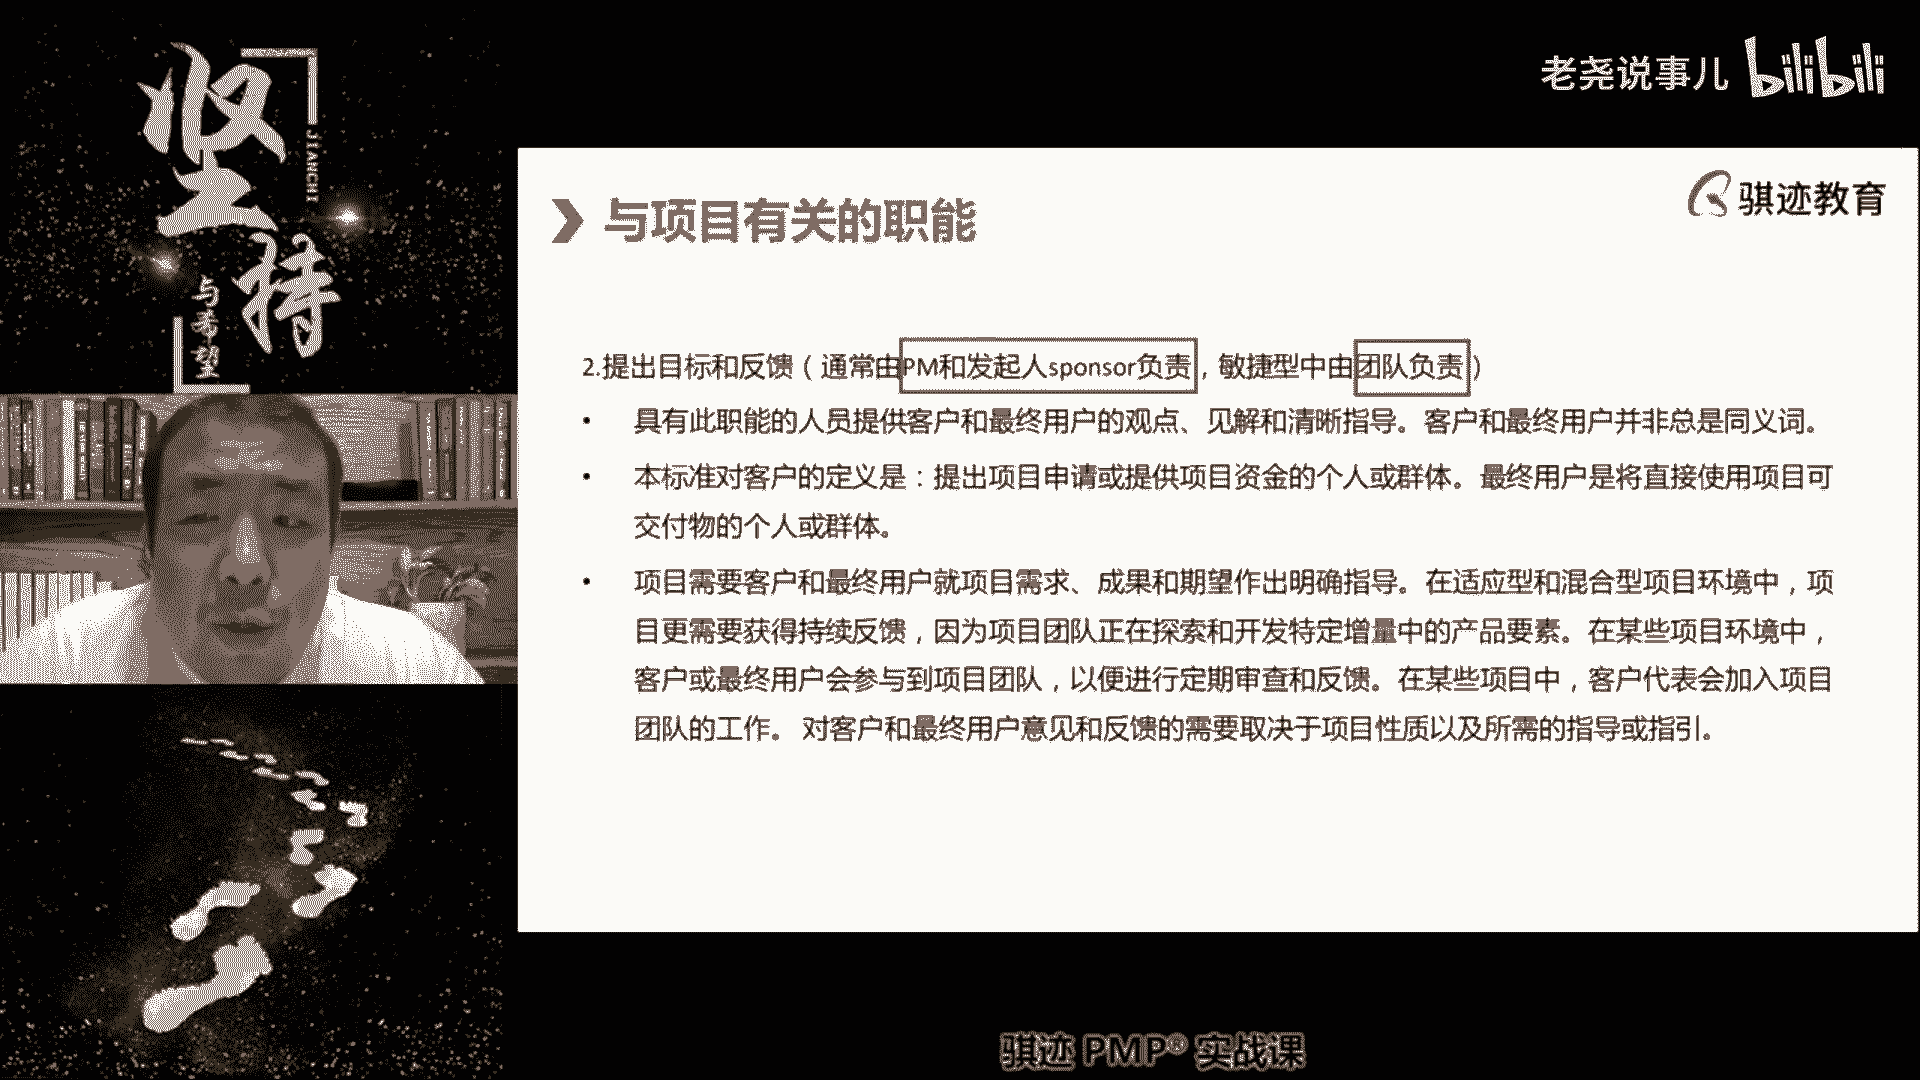 坚持
JIANCHI
与希望
老尧说事儿 bilibili
骐迹教育
与项目有关的职能
2.提出目标和反馈（通常由PM和发起人sponsor负责，敏捷型中由团队负责）
• 具有此职能的人员提供客户和最终用户的观点、见解和清晰指导。客户和最终用户并非总是同义词。
• 本标准对客户的定义是：提出项目申请或提供项目资金的个人或群体。最终用户是将直接使用项目可
交付物的个人或群体。
• 项目需要客户和最终用户就项目需求、成果和期望作出明确指导。在适应型和混合型项目环境中，项
目更需要获得持续反馈，因为项目团队正在探索和开发特定增量中的产品要素。在某些项目环境中，
客户或最终用户会参与到项目团队，以便进行定期审查和反馈。在某些项目中，客户代表会加入项目
团队的工作。 对客户和最终用户意见和反馈的需要取决于项目性质以及所需的指导或指引。
骐迹 PMP® 实战课